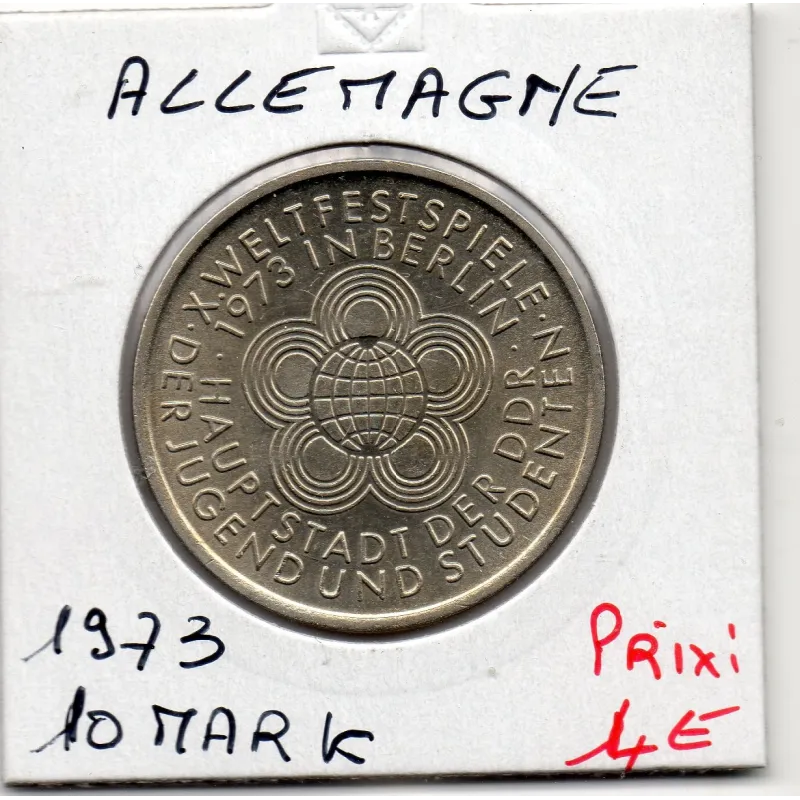 ALLEMAGNE
X. WELTFESTSPIELE ·
· DER JUGEND UND STUDENTEN
1973 IN BERLIN ·
· HAUPTSTADT DER DDR ·
1973
10 MARK
PRIX:
4E